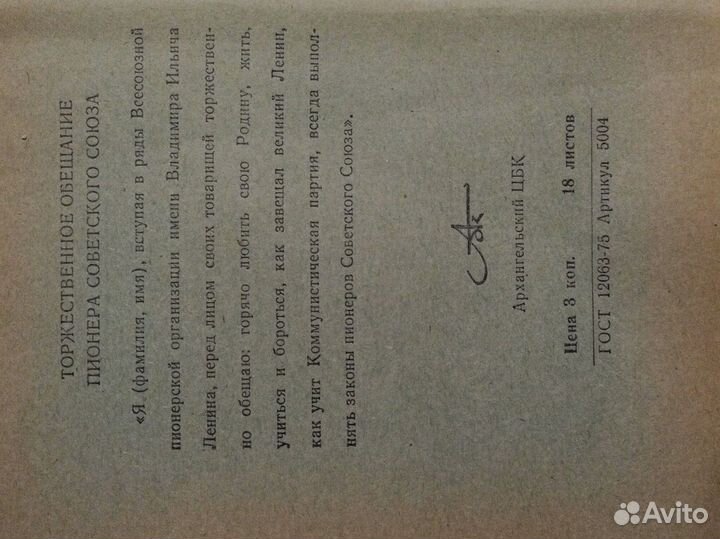 ТОРЖЕСТВЕННОЕ ОБЕЩАНИЕ
ПИОНЕРА СОВЕТСКОГО СОЮЗА
«Я (фамилия, имя), вступая в ряды Всесоюзной
пионерской организации имени Владимира Ильича
Ленина, перед лицом своих товарищей торжествен-
но обещаю: горячо любить свою Родину, жить,
учиться и бороться, как завещал великий Ленин,
как учит Коммунистическая партия, всегда выпол-
нять законы пионеров Советского Союза».
АБК
Архангельский ЦБК
Цена 3 коп. 18 листов
ГОСТ 12063-75 Артикул 5004
Avito